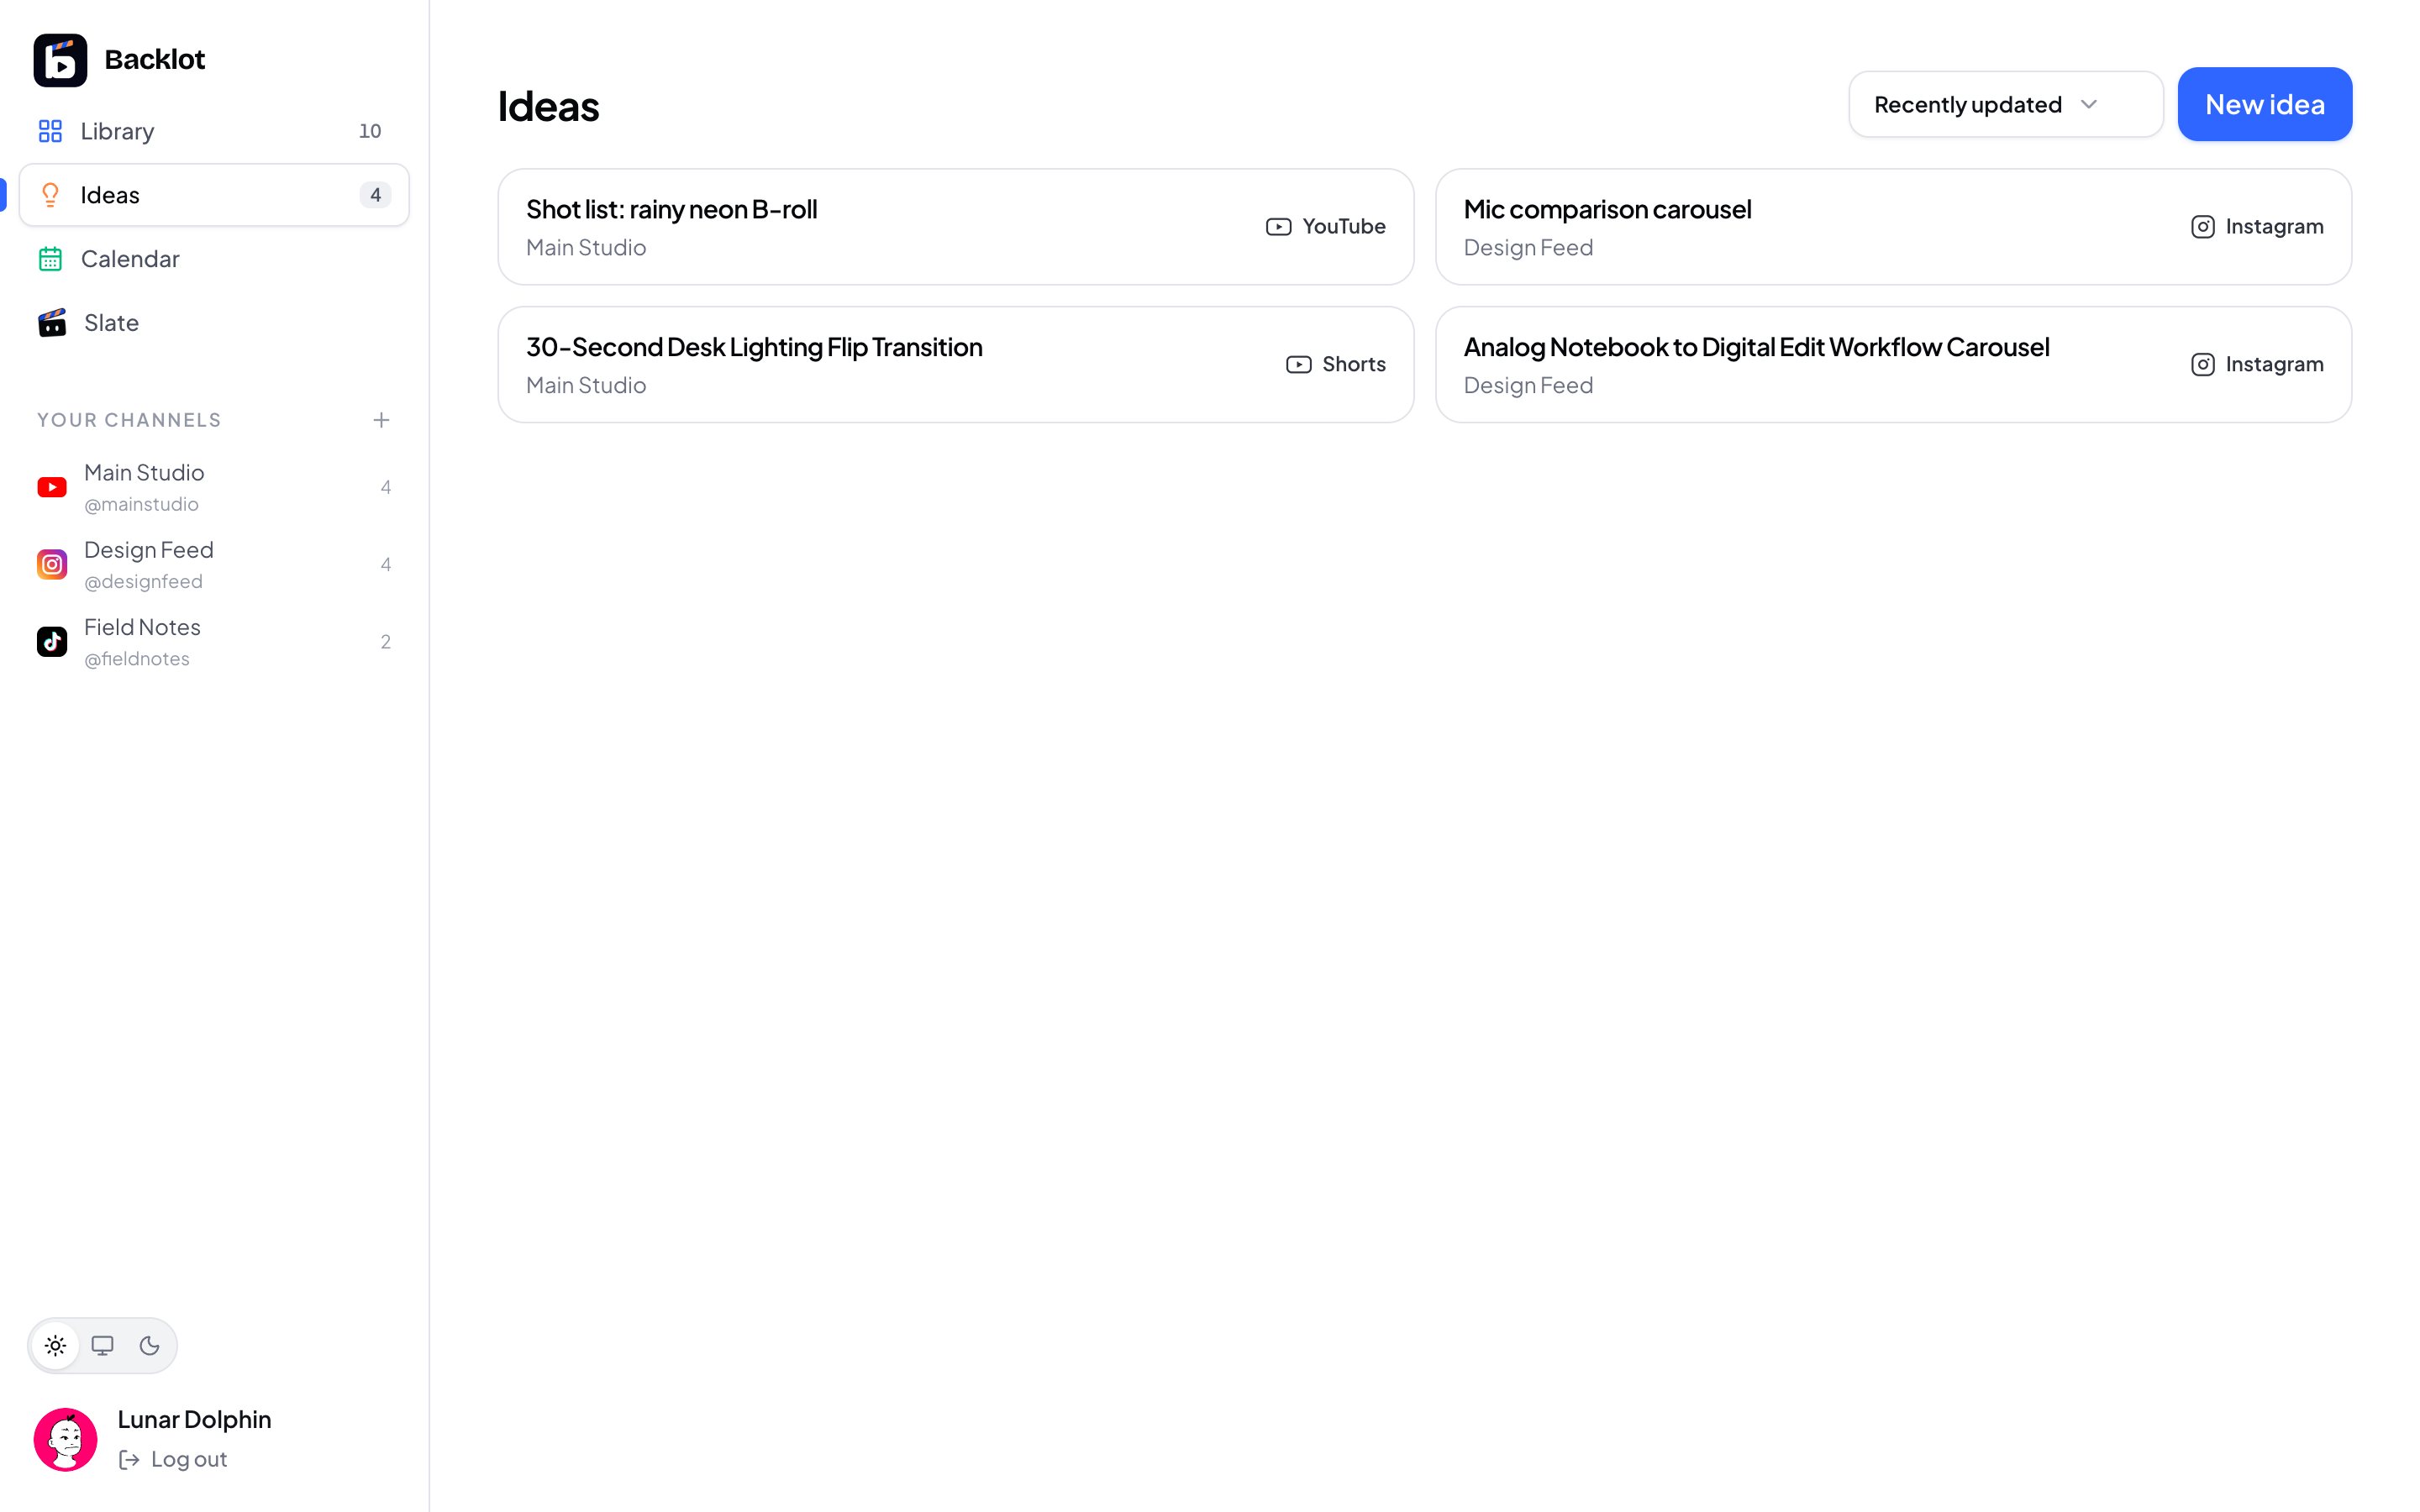 Backlot
Library 10
Ideas 4
Calendar
Slate
YOUR CHANNELS
Main Studio
@mainstudio
4
Design Feed
@designfeed
4
Field Notes
@fieldnotes
2
Lunar Dolphin
Log out
Ideas
Recently updated
New idea
Shot list: rainy neon B-roll
Main Studio
YouTube
Mic comparison carousel
Design Feed
Instagram
30-Second Desk Lighting Flip Transition
Main Studio
Shorts
Analog Notebook to Digital Edit Workflow Carousel
Design Feed
Instagram